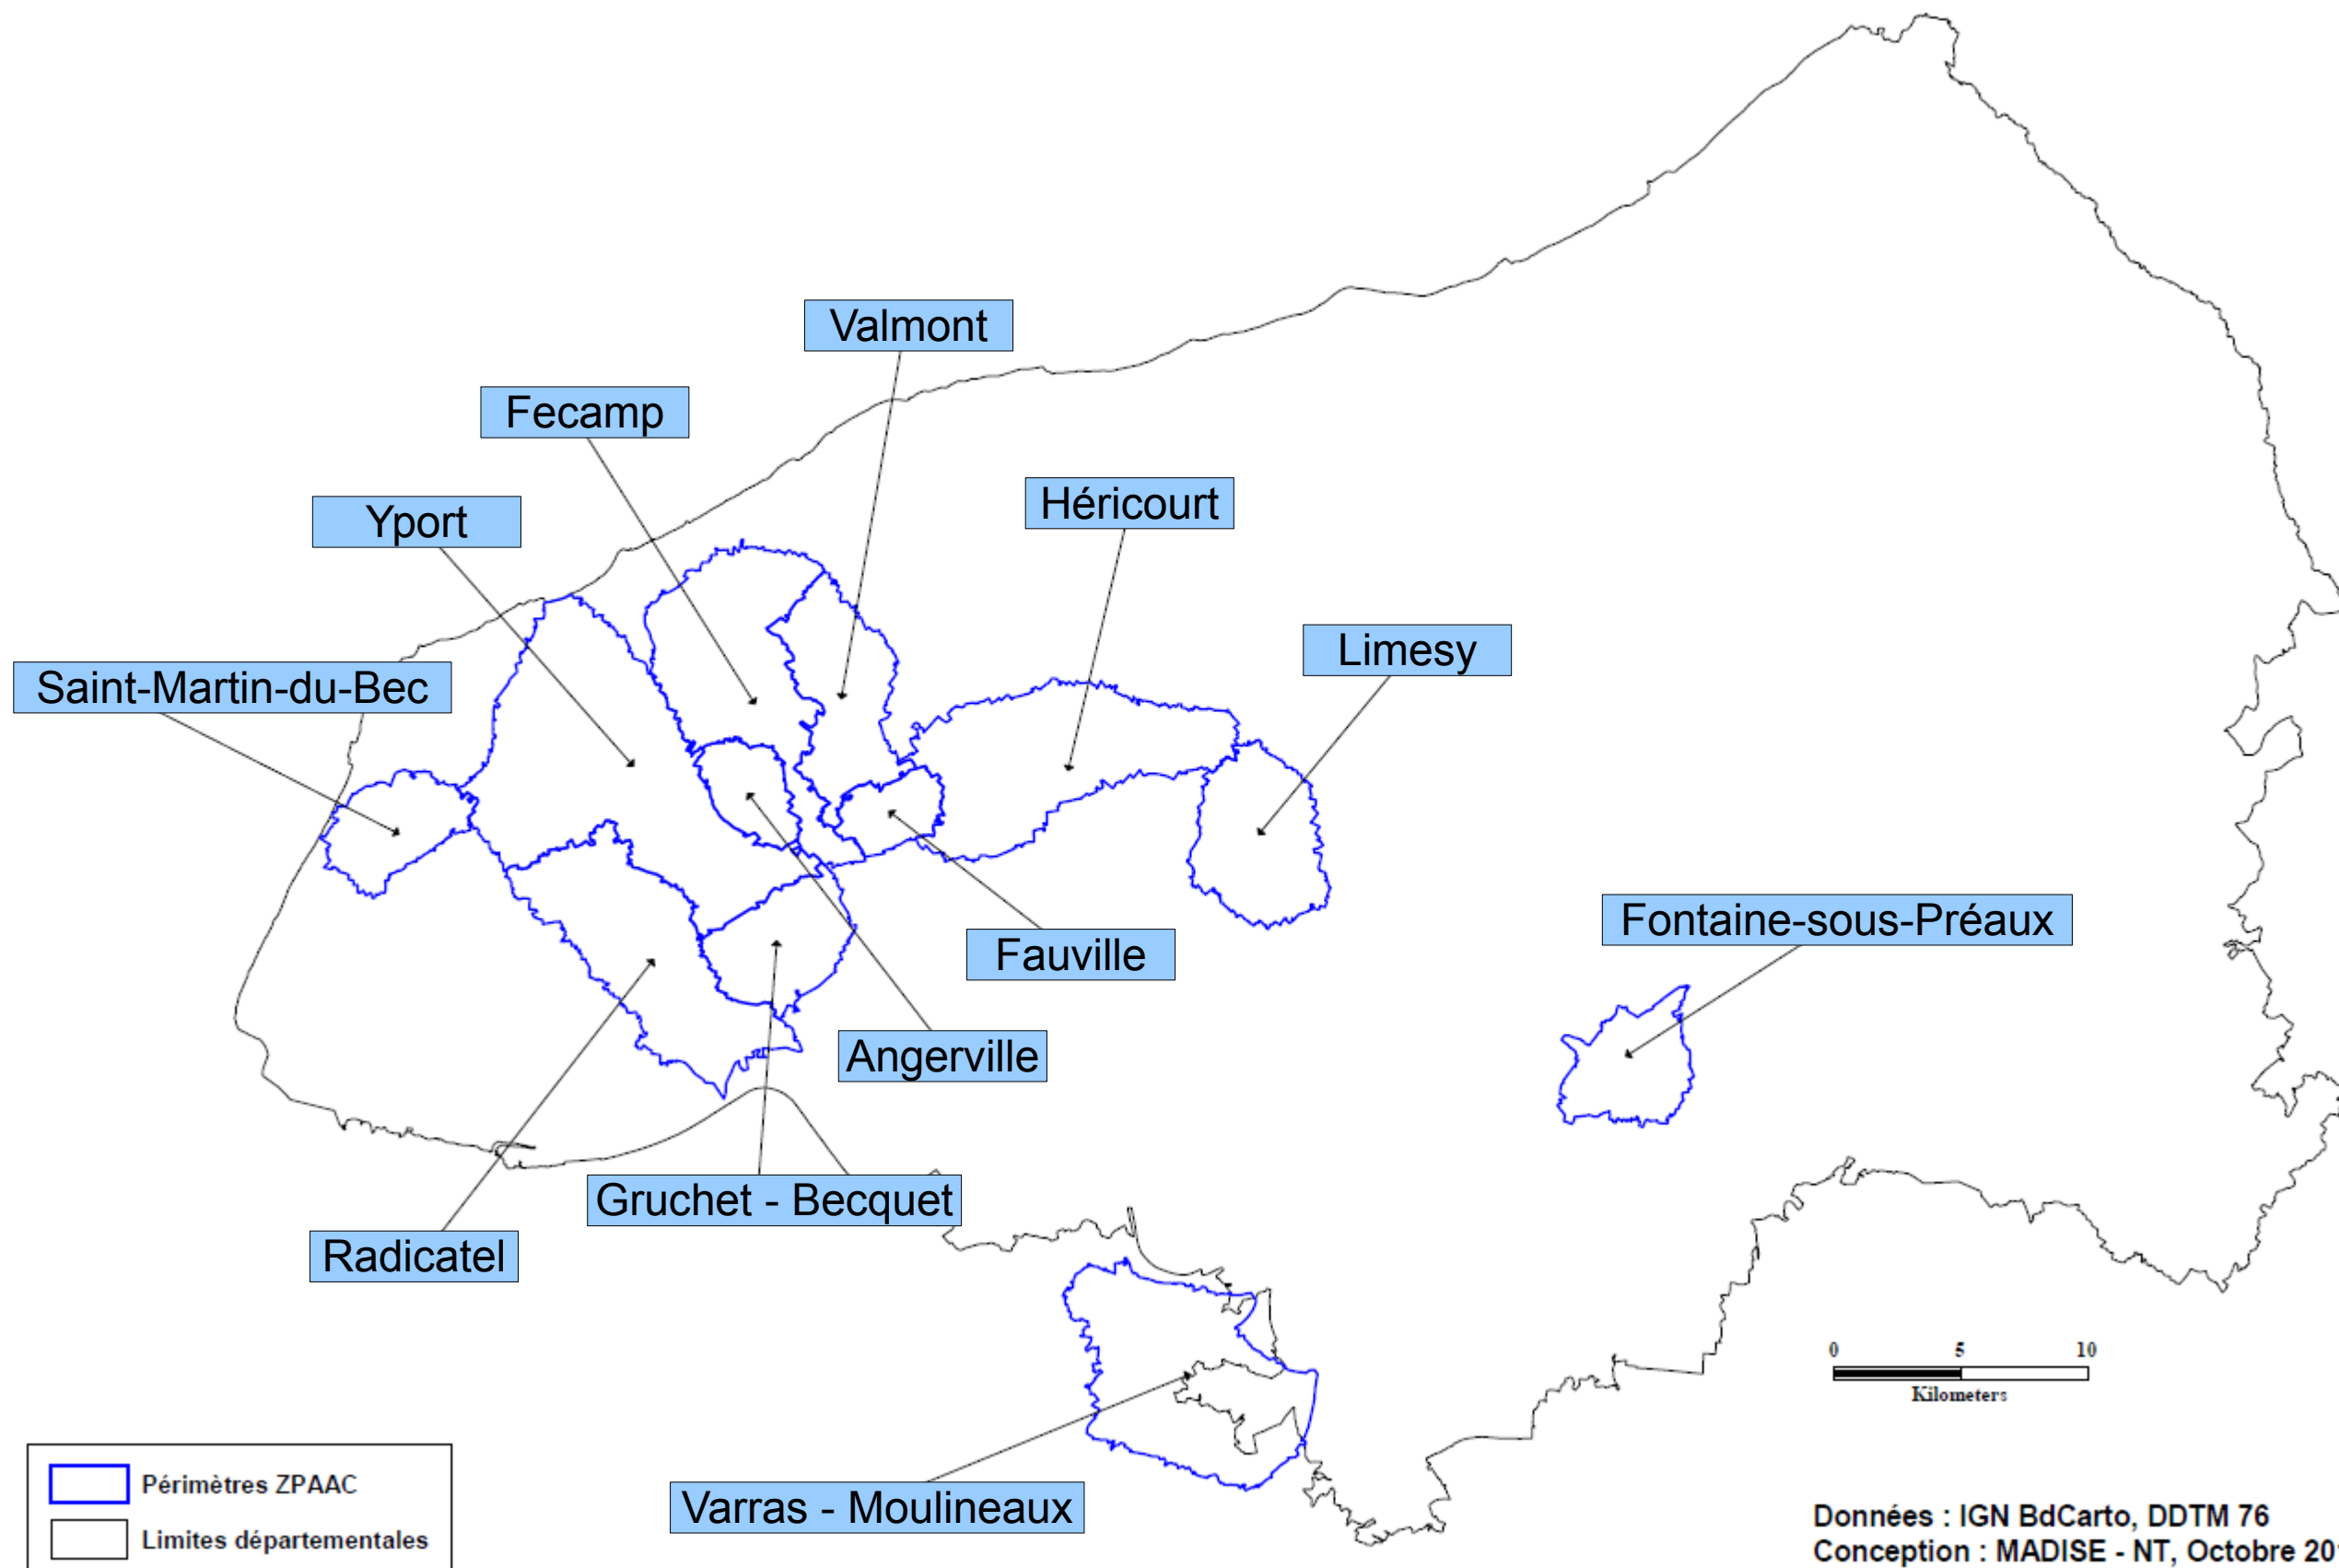 Valmont
Fecamp
Yport
Héricourt
Limesy
Saint-Martin-du-Bec
Fontaine-sous-Préaux
Fauville
Angerville
Gruchet - Becquet
Radicatel
0 5 10
Kilometers
Varras - Moulineaux
Périmètres ZPAAC
Limites départementales
Données : IGN BdCarto, DDTM 76
Conception : MADISE - NT, Octobre